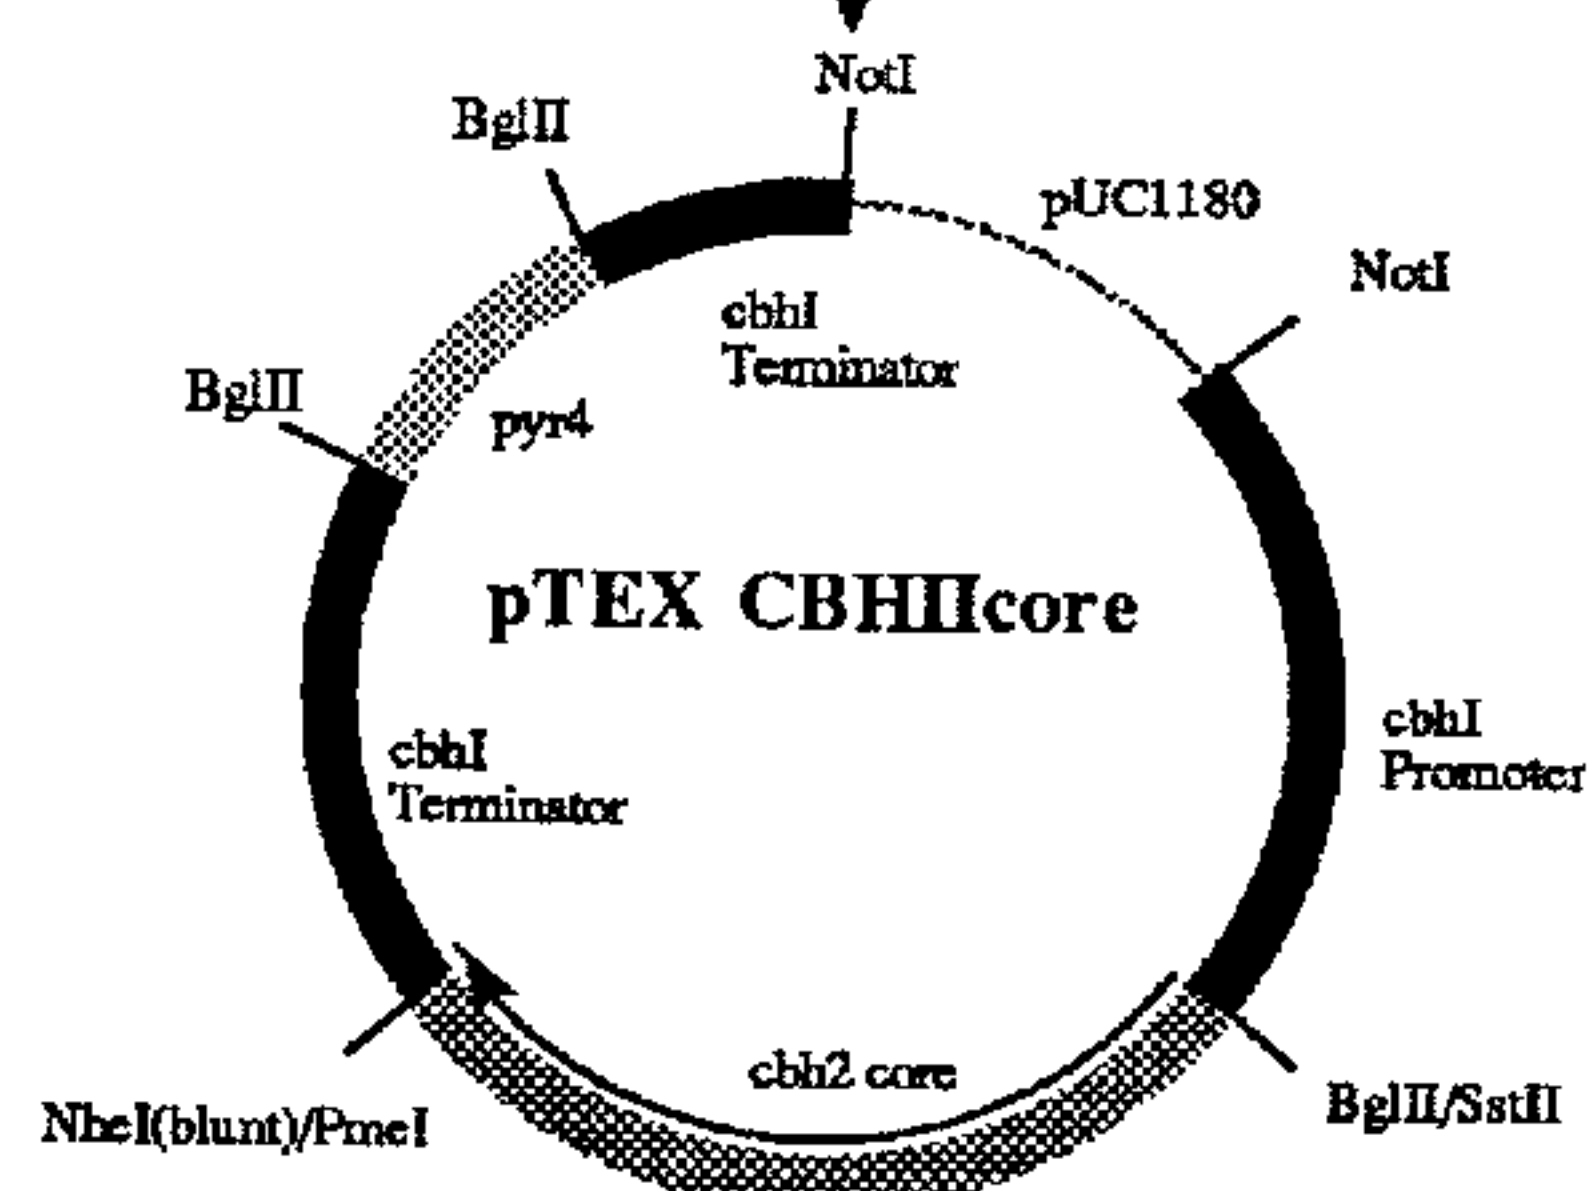 NotI
BglII
pUC1180
NotI
cbhI
Terminator
BglII
pyr4
pTEX CBHIIcore
cbhI
Promoter
cbhI
Terminator
cbh2 core
BglII/SstII
NheI(blunt)/PmeI